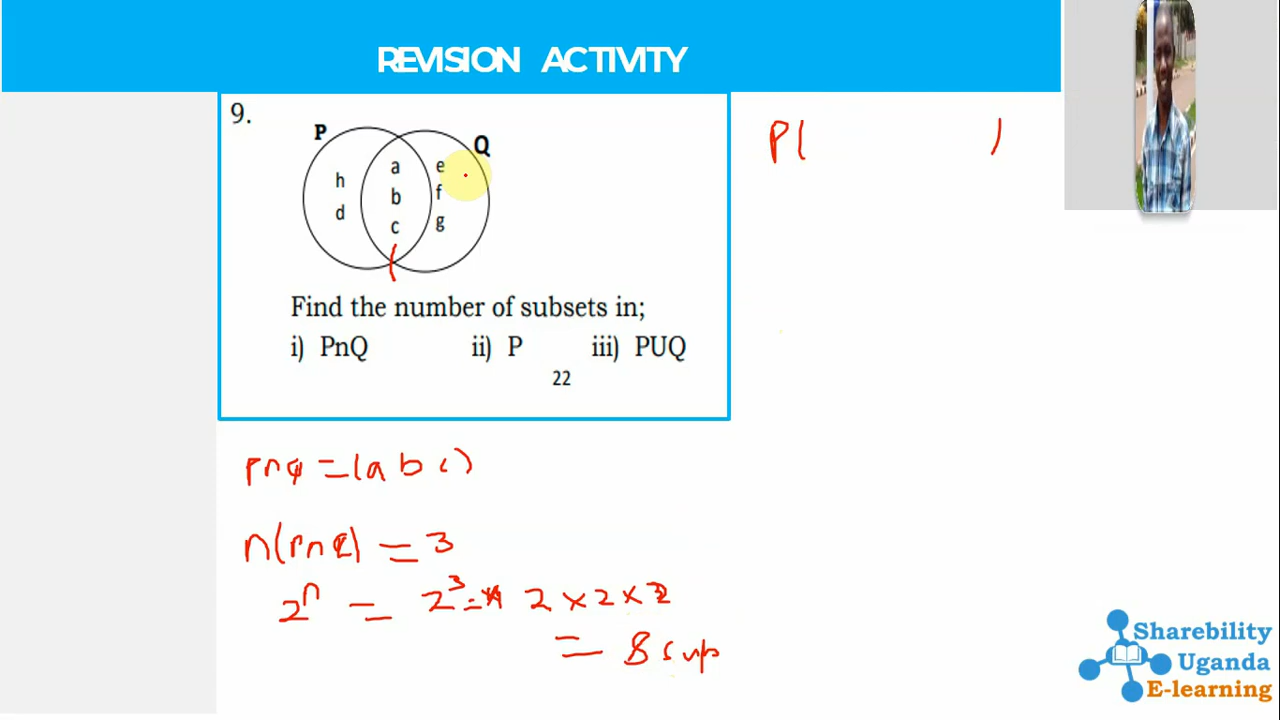 REVISION ACTIVITY
9.
P
Q
h
d
a
b
c
e
f
g
Find the number of subsets in;
i) PnQ ii) P iii) PUQ
22
P( )
PnQ = (a b c)
n(PnQ) = 3
2ⁿ = 2³ = 2 × 2 × 2
= 8 sub
Sharebility
Uganda
E-learning